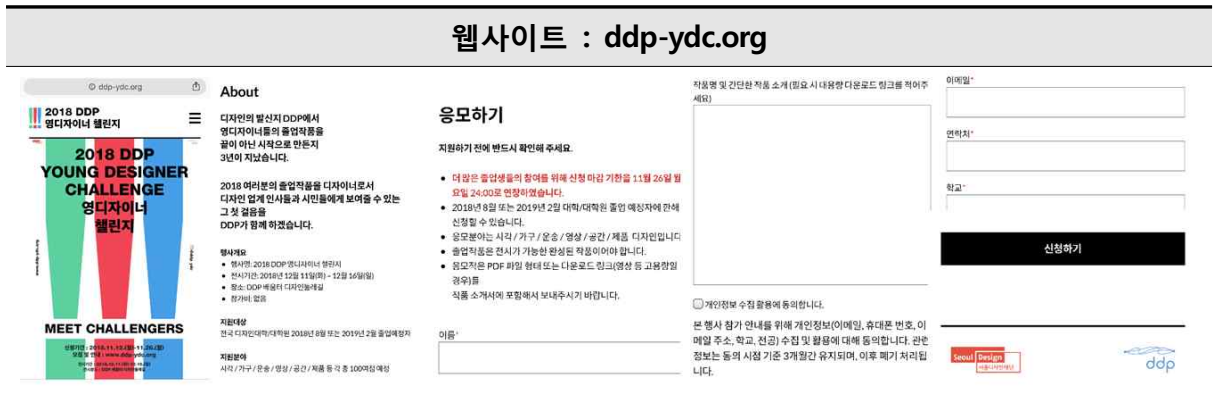 웹사이트 : ddp-ydc.org
ddp-ydc.org
2018 DDP
영디자이너 챌린지
2018 DDP
YOUNG DESIGNER
CHALLENGE
영디자이너
챌린지
MEET CHALLENGERS
About
디자인의 발신지 DDP에서
영디자이너들의 졸업작품을
끝이 아닌 시작으로 만든지
3년이 지났습니다.
2018 여러분의 졸업작품을 디자이너로서
디자인 업계 인사들과 시민들에게 보여줄 수 있는
그 첫 걸음을
DDP가 함께 하겠습니다.
행사개요
행사명: 2018 DDP 영디자이너 챌린지
전시기간: 2018년 12월 11일(화) – 12월 16일(일)
장소: DDP 배움터 디자인둘레길
참가비: 없음
지원대상
전국 디자인대학/대학원 2018년 8월 또는 2019년 2월 졸업예정자
지원분야
시각 / 가구 / 운송 / 영상 / 공간 / 제품 등 각 총 100여점 예정
응모하기
지원하기 전에 반드시 확인해 주세요.
더 많은 졸업생들의 참여를 위해 신청 마감 기한을 11월 26일 월
요일 24:00로 연장하였습니다.
2018년 8월 또는 2019년 2월 대학/대학원 졸업 예정자에 한해
신청할 수 있습니다.
응모분야는 시각 / 가구 / 운송 / 영상 / 공간 / 제품 디자인입니다
졸업작품은 전시가 가능한 완성된 작품이어야 합니다.
응모작은 PDF 파일 형태 또는 다운로드 링크(영상 등 고용량일
경우)를
작품 소개서에 포함해서 보내주시기 바랍니다.
이름*
작품명 및 간단한 작품 소개 (필요 시 대용량 다운로드 링크를 적어주
세요)
개인정보 수집 활용에 동의합니다.
본 행사 참가 안내를 위해 개인정보(이메일, 휴대폰 번호, 이
메일 주소, 학교, 전공) 수집 및 활용에 대해 동의합니다. 관련
정보는 동의 시점 기준 3개월간 유지되며, 이후 폐기 처리됩
니다.
이메일*
연락처*
학교*
신청하기
Seoul Design
서울디자인재단
ddp